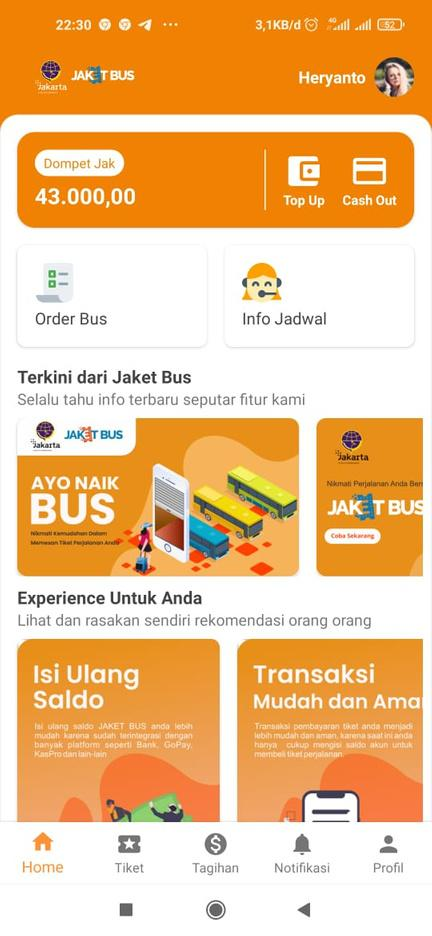 22:30
3,1KB/d
4G
52
Jakarta
JAKET BUS
Heryanto
Dompet Jak
43.000,00
Top Up
Cash Out
Order Bus
Info Jadwal
Terkini dari Jaket Bus
Selalu tahu info terbaru seputar fitur kami
Jakarta
JAKET BUS
AYO NAIK
BUS
Nikmati Kemudahan Dalam
Memesan Tiket Perjalanan Anda
Jakarta
Nikmati Perjalanan Anda Ber
JAKET BUS
Coba Sekarang
Experience Untuk Anda
Lihat dan rasakan sendiri rekomendasi orang orang
Isi Ulang
Saldo
Isi ulang saldo JAKET BUS anda lebih
mudah karena sudah terintegrasi dengan
banyak platform seperti Bank, GoPay,
KasPro dan lain-lain
Transaksi
Mudah dan Ama
Transaksi pembayaran tiket anda menjadi
lebih mudah dan aman, karena saat ini anda
hanya cukup mengisi saldo akun untuk
membeli tiket perjalanan.
Home
Tiket
Tagihan
Notifikasi
Profil